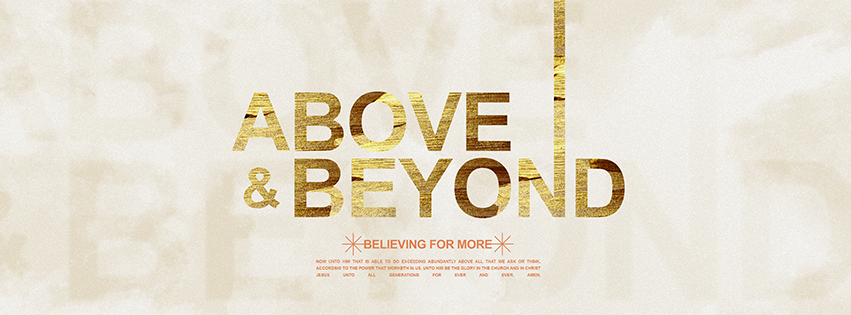 ABOVE
& BEYOND
BELIEVING FOR MORE
NOW UNTO HIM THAT IS ABLE TO DO EXCEEDING ABUNDANTLY ABOVE ALL THAT WE ASK OR THINK,
ACCORDING TO THE POWER THAT WORKETH IN US, UNTO HIM BE THE GLORY IN THE CHURCH AND IN CHRIST
JESUS UNTO ALL GENERATIONS FOR EVER AND EVER, AMEN.